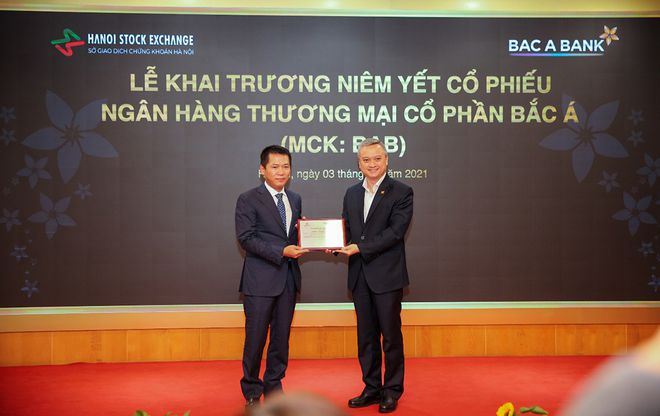 HANOI STOCK EXCHANGE
SỞ GIAO DỊCH CHỨNG KHOÁN HÀ NỘI
BAC A BANK
LỄ KHAI TRƯƠNG NIÊM YẾT CỔ PHIẾU
NGÂN HÀNG THƯƠNG MẠI CỔ PHẦN BẮC Á
(MCK: BAB)
ngày 03 tháng năm 2021